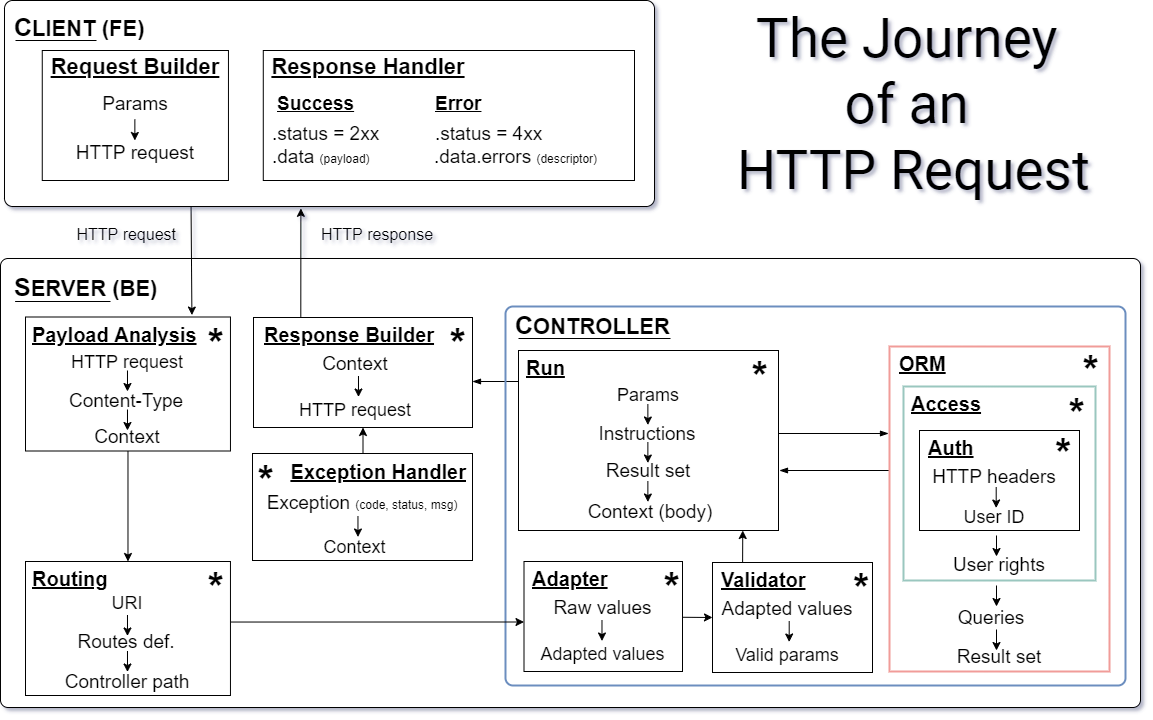 The Journey
of an
HTTP Request
CLIENT (FE)
Request Builder
Params
HTTP request
Response Handler
Success
.status = 2xx
.data (payload)
Error
.status = 4xx
.data.errors (descriptor)
HTTP request
HTTP response
SERVER (BE)
Payload Analysis *
HTTP request
Content-Type
Context
Response Builder *
Context
HTTP request
* Exception Handler
Exception (code, status, msg)
Context
Routing *
URI
Routes def.
Controller path
CONTROLLER
Run *
Params
Instructions
Result set
Context (body)
Adapter *
Raw values
Adapted values
Validator *
Adapted values
Valid params
ORM *
Access *
Auth *
HTTP headers
User ID
User rights
Queries
Result set